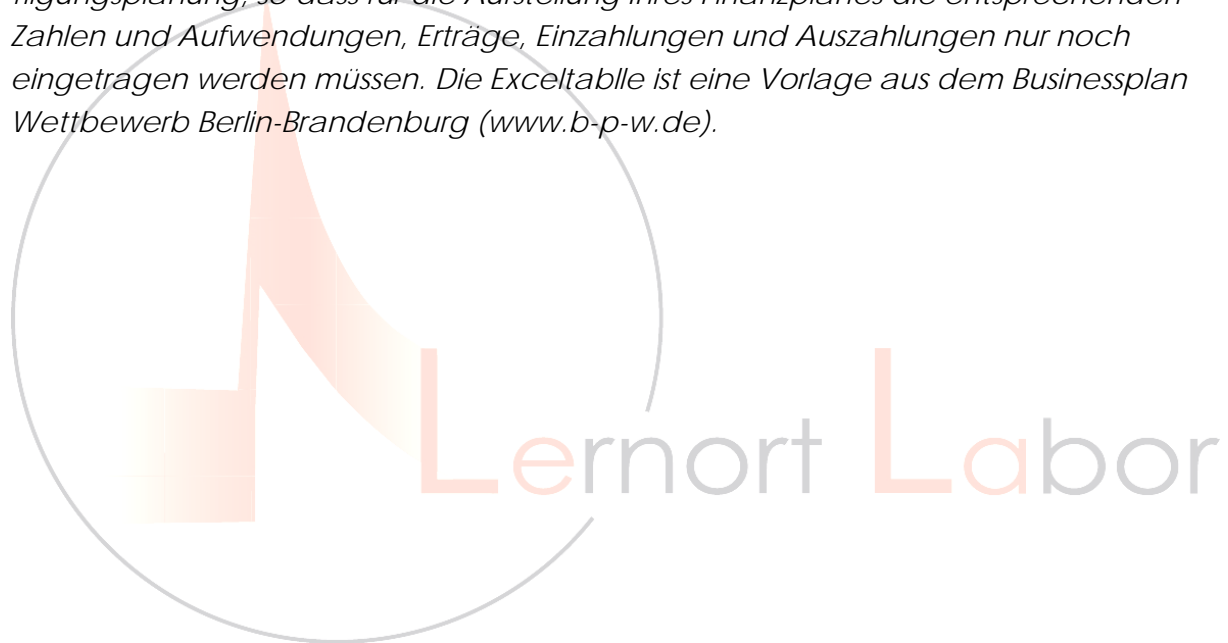 Zahlen und Aufwendungen, Erträge, Einzahlungen und Auszahlungen nur noch
eingetragen werden müssen. Die Exceltablle ist eine Vorlage aus dem Businessplan
Wettbewerb Berlin-Brandenburg (www.b-p-w.de).
Lernort Labor